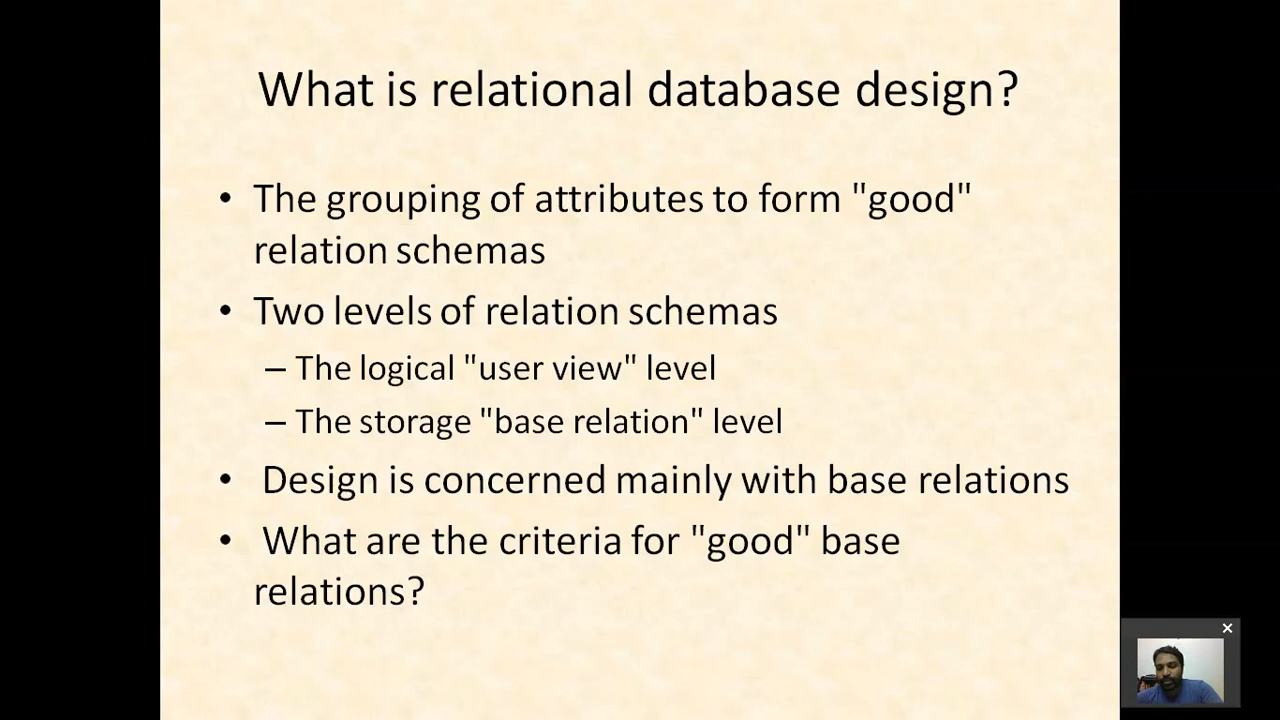 What is relational database design?
• The grouping of attributes to form "good"
relation schemas
• Two levels of relation schemas
– The logical "user view" level
– The storage "base relation" level
• Design is concerned mainly with base relations
• What are the criteria for "good" base
relations?